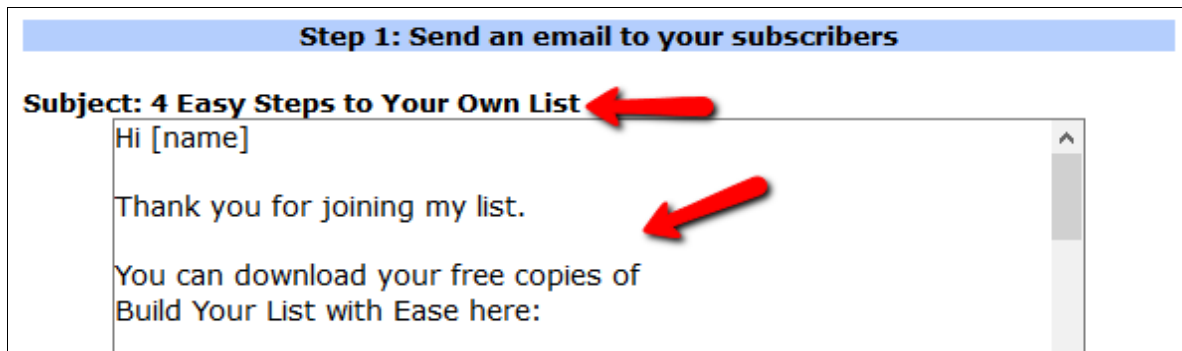 Step 1: Send an email to your subscribers
Subject: 4 Easy Steps to Your Own List
Hi [name]
Thank you for joining my list.
You can download your free copies of
Build Your List with Ease here: